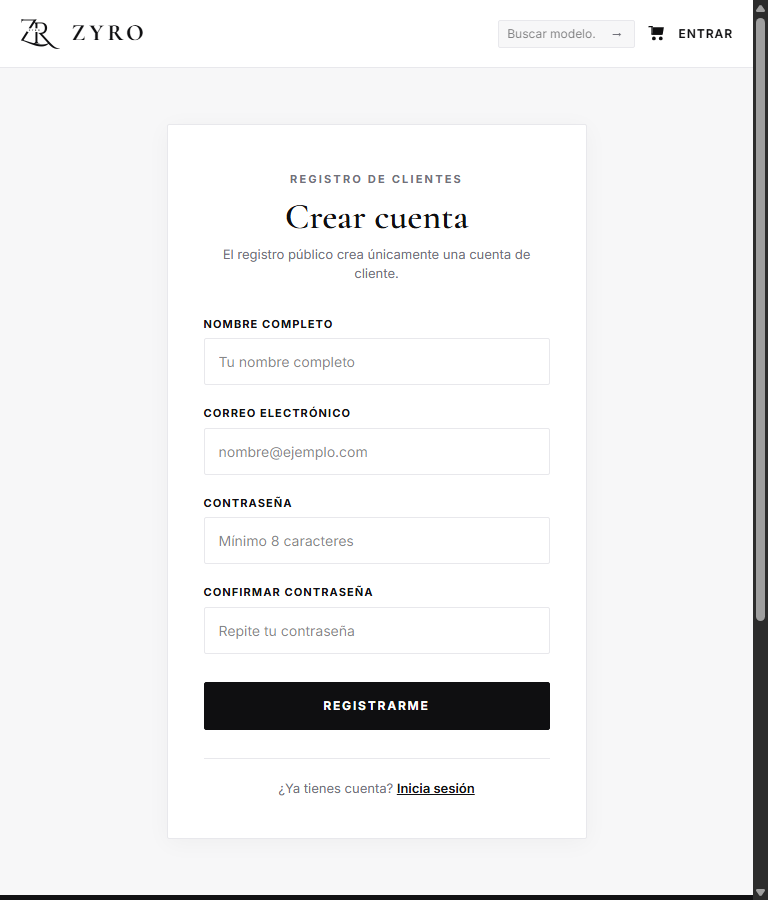 ZR ZYRO
Buscar modelo. →
ENTRAR
REGISTRO DE CLIENTES
Crear cuenta
El registro público crea únicamente una cuenta de
cliente.
NOMBRE COMPLETO
Tu nombre completo
CORREO ELECTRÓNICO
nombre@ejemplo.com
CONTRASEÑA
Mínimo 8 caracteres
CONFIRMAR CONTRASEÑA
Repite tu contraseña
REGISTRARME
¿Ya tienes cuenta? Inicia sesión